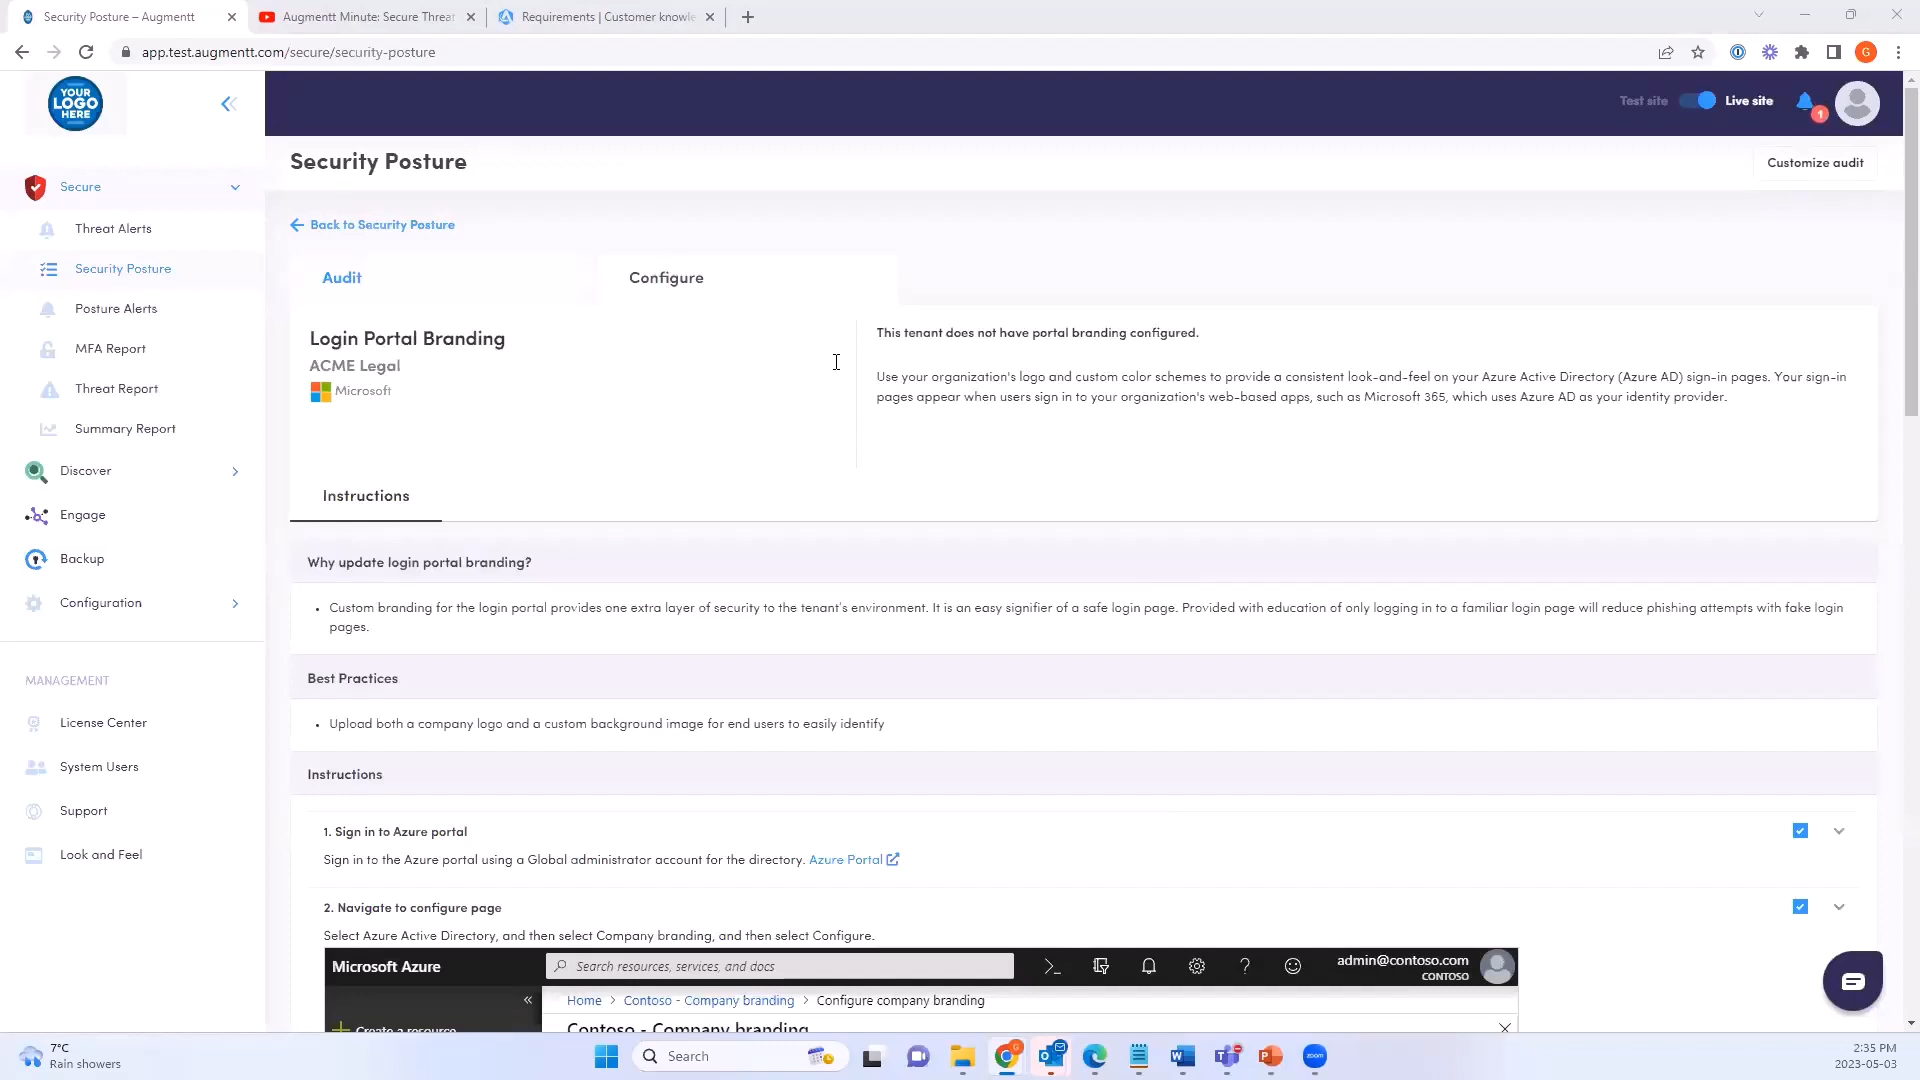 Security Posture – Augmentt
Augmentt Minute: Secure Threat
Requirements | Customer knowle
app.test.augmentt.com/secure/security-posture
G
YOUR
LOGO
HERE
Test site
Live site
1
Security Posture
Customize audit
Secure
Threat Alerts
Security Posture
Posture Alerts
MFA Report
Threat Report
Summary Report
Discover
Engage
Backup
Configuration
MANAGEMENT
License Center
System Users
Support
Look and Feel
Back to Security Posture
Audit
Configure
Login Portal Branding
ACME Legal
Microsoft
This tenant does not have portal branding configured.
Use your organization's logo and custom color schemes to provide a consistent look-and-feel on your Azure Active Directory (Azure AD) sign-in pages. Your sign-in
pages appear when users sign in to your organization's web-based apps, such as Microsoft 365, which uses Azure AD as your identity provider.
Instructions
Why update login portal branding?
• Custom branding for the login portal provides one extra layer of security to the tenant's environment. It is an easy signifier of a safe login page. Provided with education of only logging in to a familiar login page will reduce phishing attempts with fake login
pages.
Best Practices
• Upload both a company logo and a custom background image for end users to easily identify
Instructions
1. Sign in to Azure portal
Sign in to the Azure portal using a Global administrator account for the directory. Azure Portal
2. Navigate to configure page
Select Azure Active Directory, and then select Company branding, and then select Configure.
Microsoft Azure
Search resources, services, and docs
admin@contoso.com
CONTOSO
Home > Contoso - Company branding > Configure company branding
Create a resource
Contoso - Company branding
7°C
Rain showers
Search
G
zoom
2:35 PM
2023-05-03